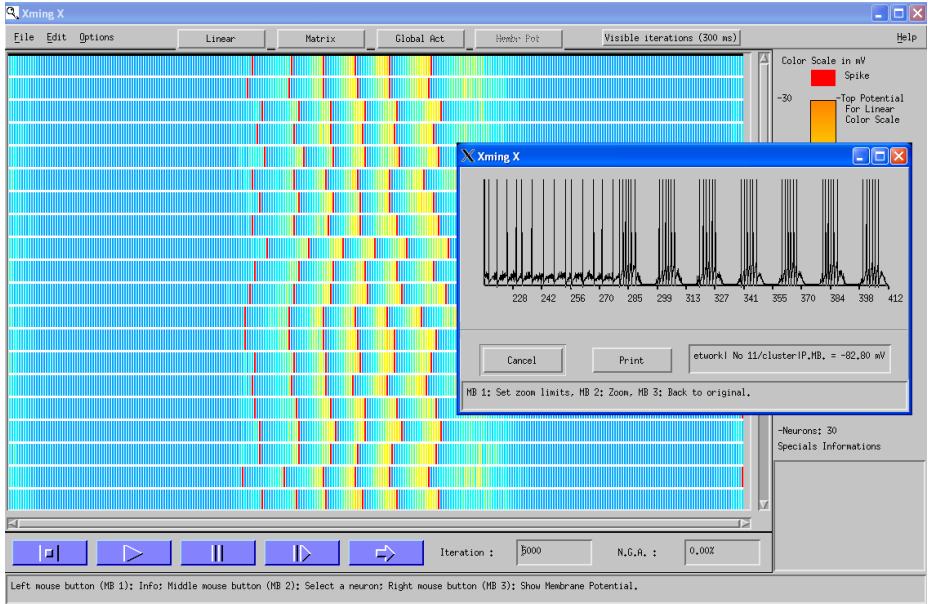 Xming X
File Edit Options Linear Matrix Global Act Membr Pot Visible iterations (300 ms) Help
Color Scale in mV
Spike
-30 -Top Potential
For Linear
Color Scale
Xming X
228 242 256 270 285 299 313 327 341 355 370 384 398 412
Cancel Print etwork| No 11/cluster|P.MB. = -82.80 mV
MB 1: Set zoom limits, MB 2: Zoom, MB 3: Back to original.
-Neurons: 30
Specials Informations
Iteration : 5000 N.G.A. : 0.00%
Left mouse button (MB 1): Info; Middle mouse button (MB 2): Select a neuron; Right mouse button (MB 3): Show Membrane Potential.